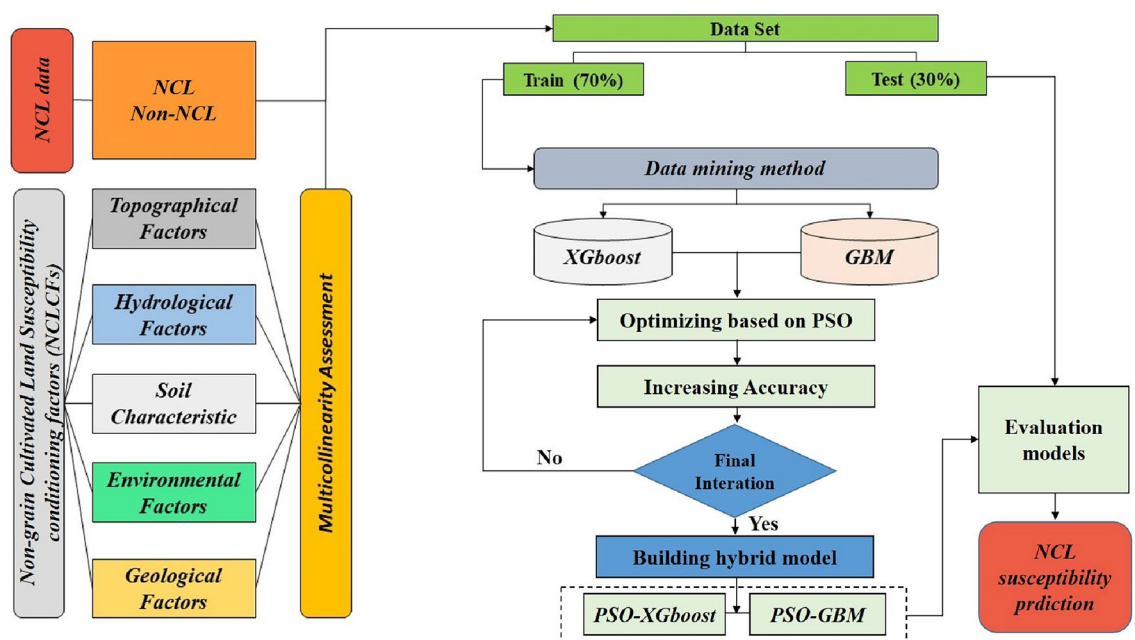 NCL data
NCL
Non-NCL
Non-grain Cultivated Land Susceptibility
conditioning factors (NCLCFs)
Topographical
Factors
Hydrological
Factors
Soil
Characteristic
Environmental
Factors
Geological
Factors
Multicollinearity Assessment
Data Set
Train (70%)
Test (30%)
Data mining method
XGboost
GBM
Optimizing based on PSO
Increasing Accuracy
Final
Interation
No
Yes
Building hybrid model
PSO-XGboost
PSO-GBM
Evaluation
models
NCL
susceptibility
prdiction